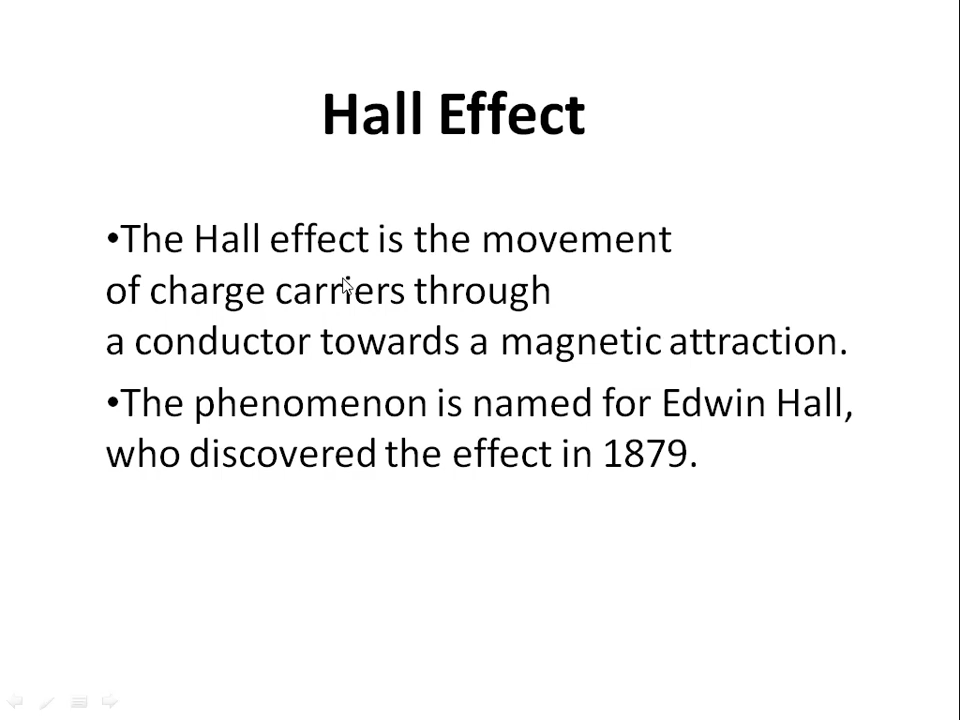 Hall Effect
•The Hall effect is the movement
of charge carriers through
a conductor towards a magnetic attraction.
•The phenomenon is named for Edwin Hall,
who discovered the effect in 1879.